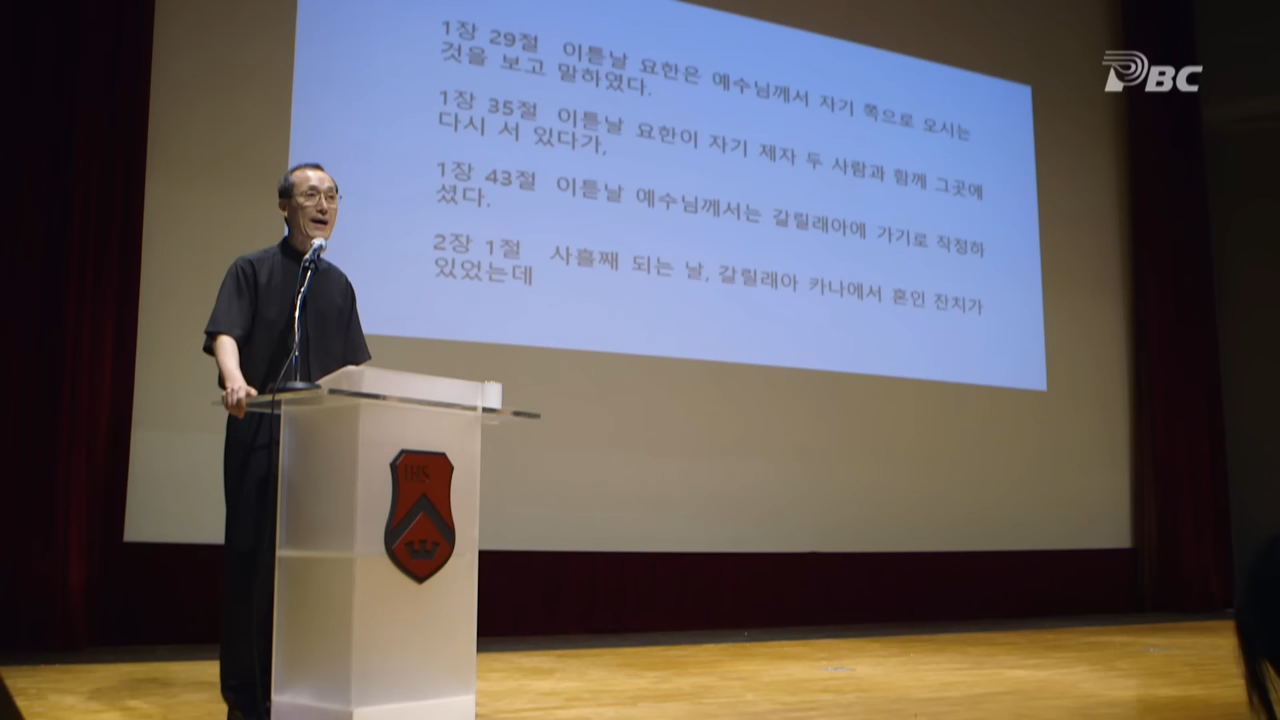 1장 29절 이튿날 요한은 예수님께서 자기 쪽으로 오시는
것을 보고 말하였다.
1장 35절 이튿날 요한이 자기 제자 두 사람과 함께 그곳에
다시 서 있다가,
1장 43절 이튿날 예수님께서는 갈릴래아에 가기로 작정하
셨다.
2장 1절 사흘째 되는 날, 갈릴래아 카나에서 혼인 잔치가
있었는데
PBC
IHS